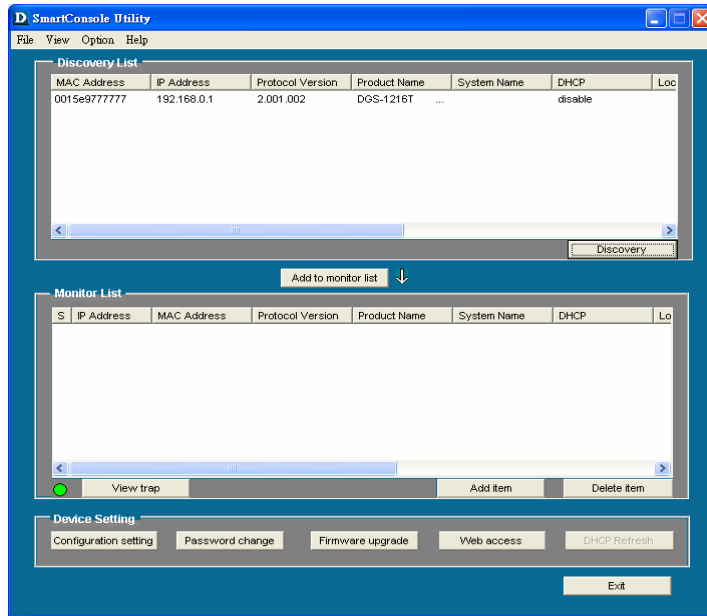 D SmartConsole Utility
File View Option Help
Discovery List
MAC Address IP Address Protocol Version Product Name System Name DHCP Loc
0015e9777777 192.168.0.1 2.001.002 DGS-1216T ... disable
Discovery
Add to monitor list
Monitor List
S IP Address MAC Address Protocol Version Product Name System Name DHCP Lo
View trap Add item Delete item
Device Setting
Configuration setting Password change Firmware upgrade Web access DHCP Refresh
Exit